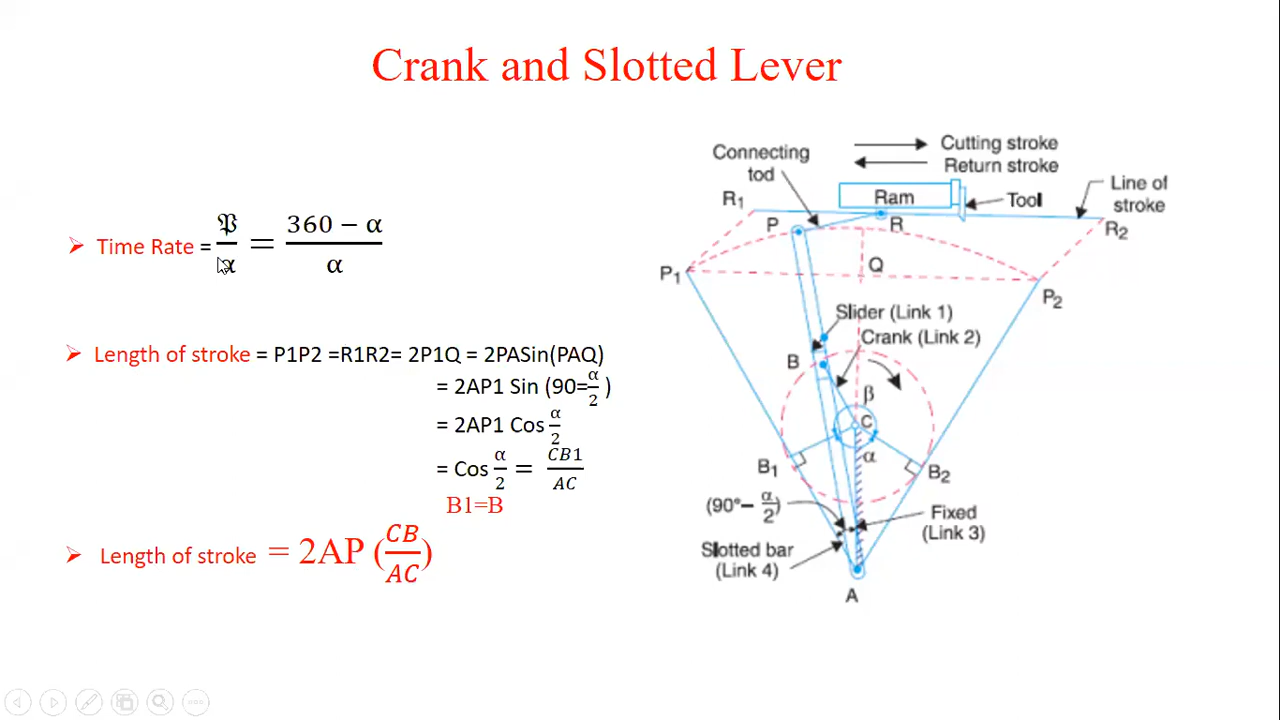 Crank and Slotted Lever
Time Rate = 𝔓/α = 360 − α/α
Length of stroke = P1P2 =R1R2= 2P1Q = 2PASin(PAQ)
= 2AP1 Sin (90=α/2 )
= 2AP1 Cos α/2
= Cos α/2 = CB1/AC
B1=B
Length of stroke = 2AP (CB/AC)
Cutting stroke
Return stroke
Connecting
tod
Ram
Tool
Line of
stroke
R1
P
R
R2
P1
Q
P2
Slider (Link 1)
Crank (Link 2)
B
β
C
α
B1
B2
(90°– α/2)
Fixed
(Link 3)
Slotted bar
(Link 4)
A